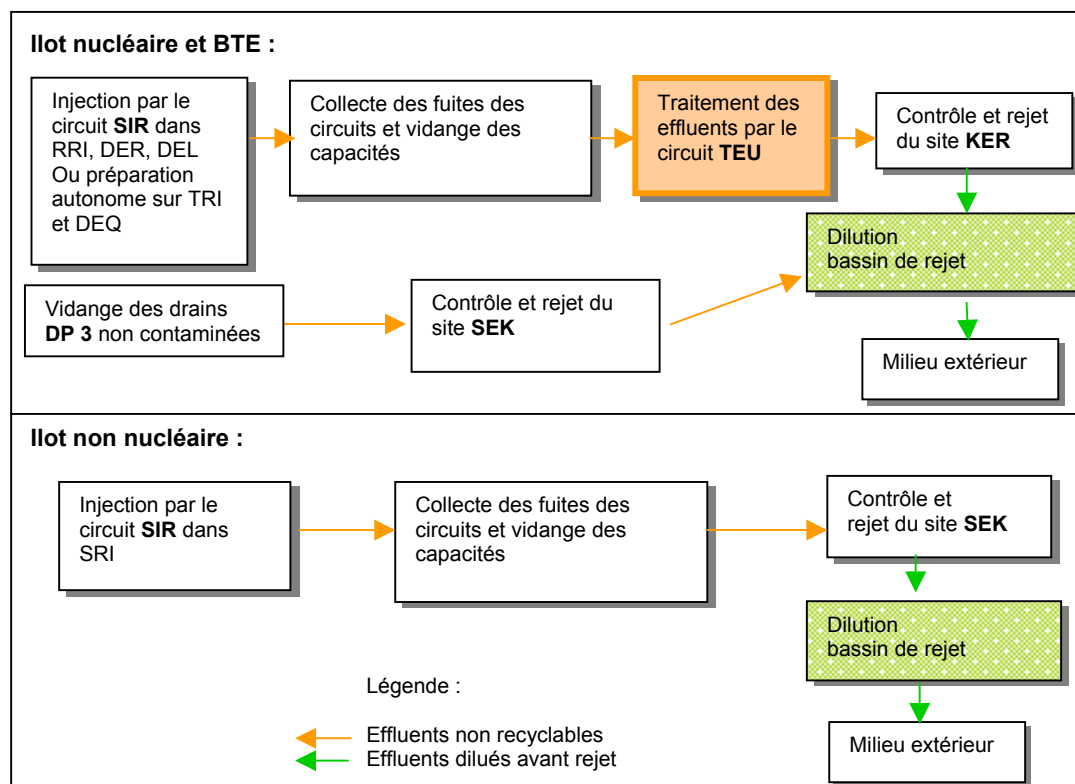 Ilot nucléaire et BTE :
Injection par le
circuit SIR dans
RRI, DER, DEL
Ou préparation
autonome sur TRI
et DEQ
Collecte des fuites des
circuits et vidange des
capacités
Traitement des
effluents par le
circuit TEU
Contrôle et rejet
du site KER
Dilution
bassin de rejet
Vidange des drains
DP 3 non contaminées
Contrôle et rejet du
site SEK
Milieu extérieur
Ilot non nucléaire :
Injection par le
circuit SIR dans
SRI
Collecte des fuites des
circuits et vidange des
capacités
Contrôle et
rejet du site SEK
Dilution
bassin de rejet
Milieu extérieur
Légende :
Effluents non recyclables
Effluents dilués avant rejet